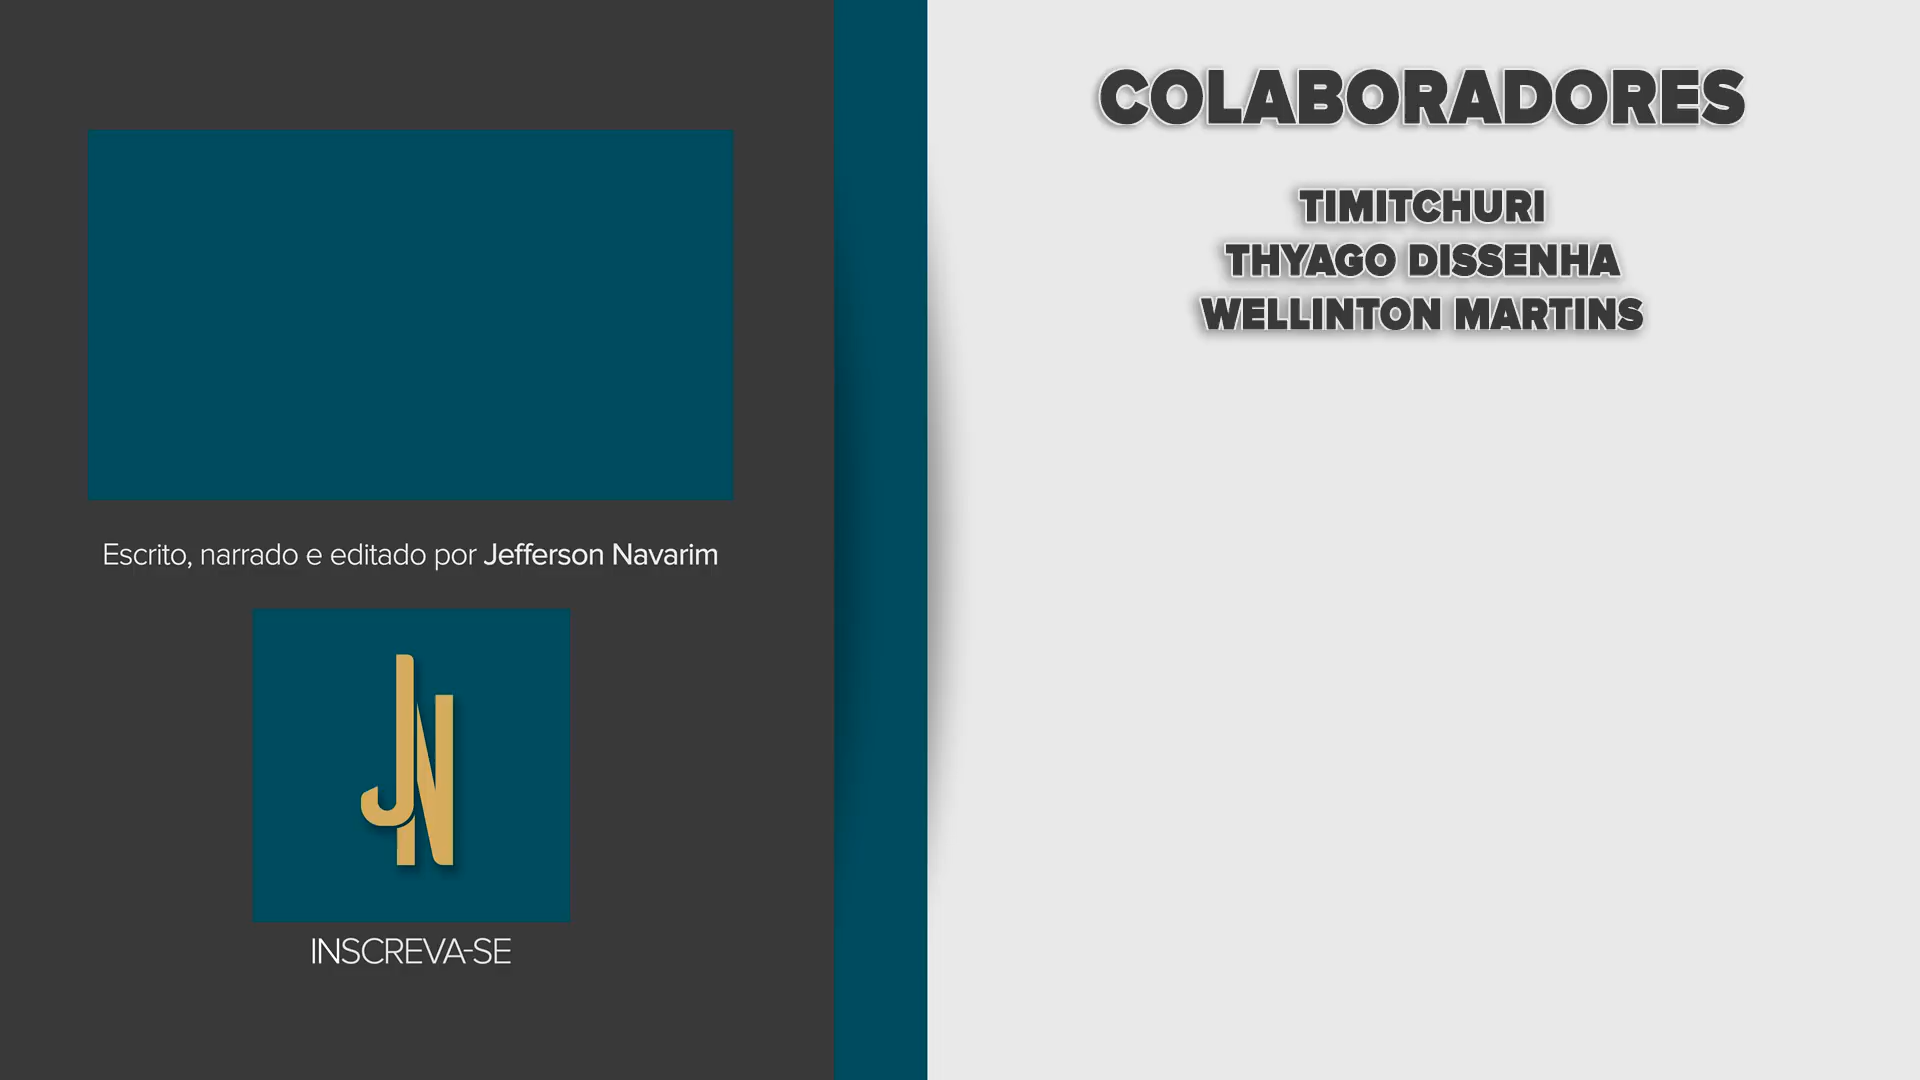 Escrito, narrado e editado por Jefferson Navarim
JN
INSCREVA-SE
COLABORADORES
TIMITCHURI
THYAGO DISSENHA
WELLINTON MARTINS